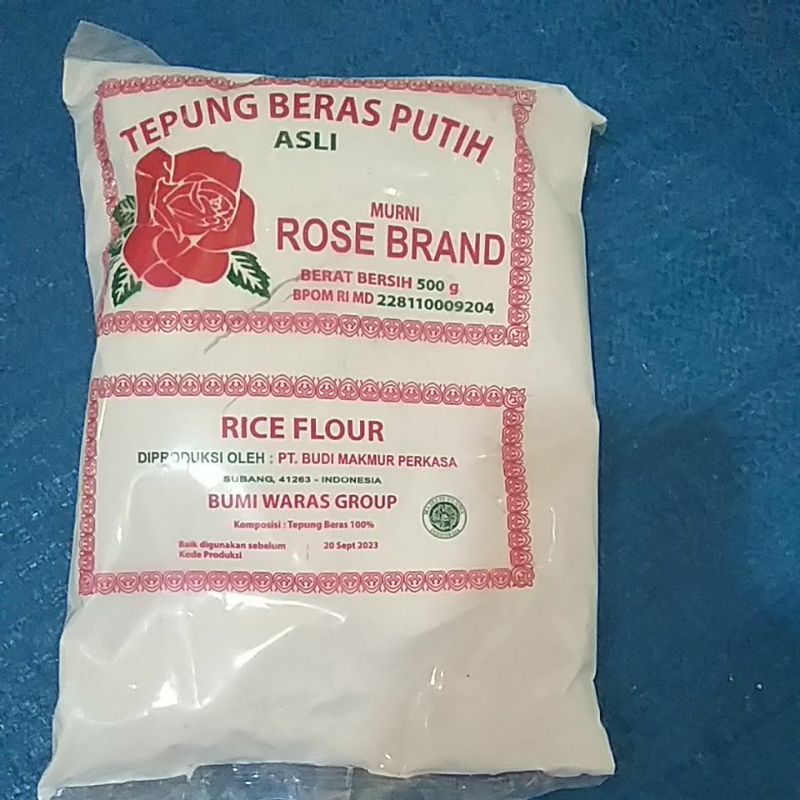 TEPUNG BERAS PUTIH
ASLI
MURNI
ROSE BRAND
BERAT BERSIH 500 g
BPOM RI MD 228110009204
RICE FLOUR
DIPRODUKSI OLEH : PT. BUDI MAKMUR PERKASA
SUBANG, 41263 - INDONESIA
BUMI WARAS GROUP
Komposisi : Tepung Beras 100%
Baik digunakan sebelum : 20 Sept 2023
Kode Produksi